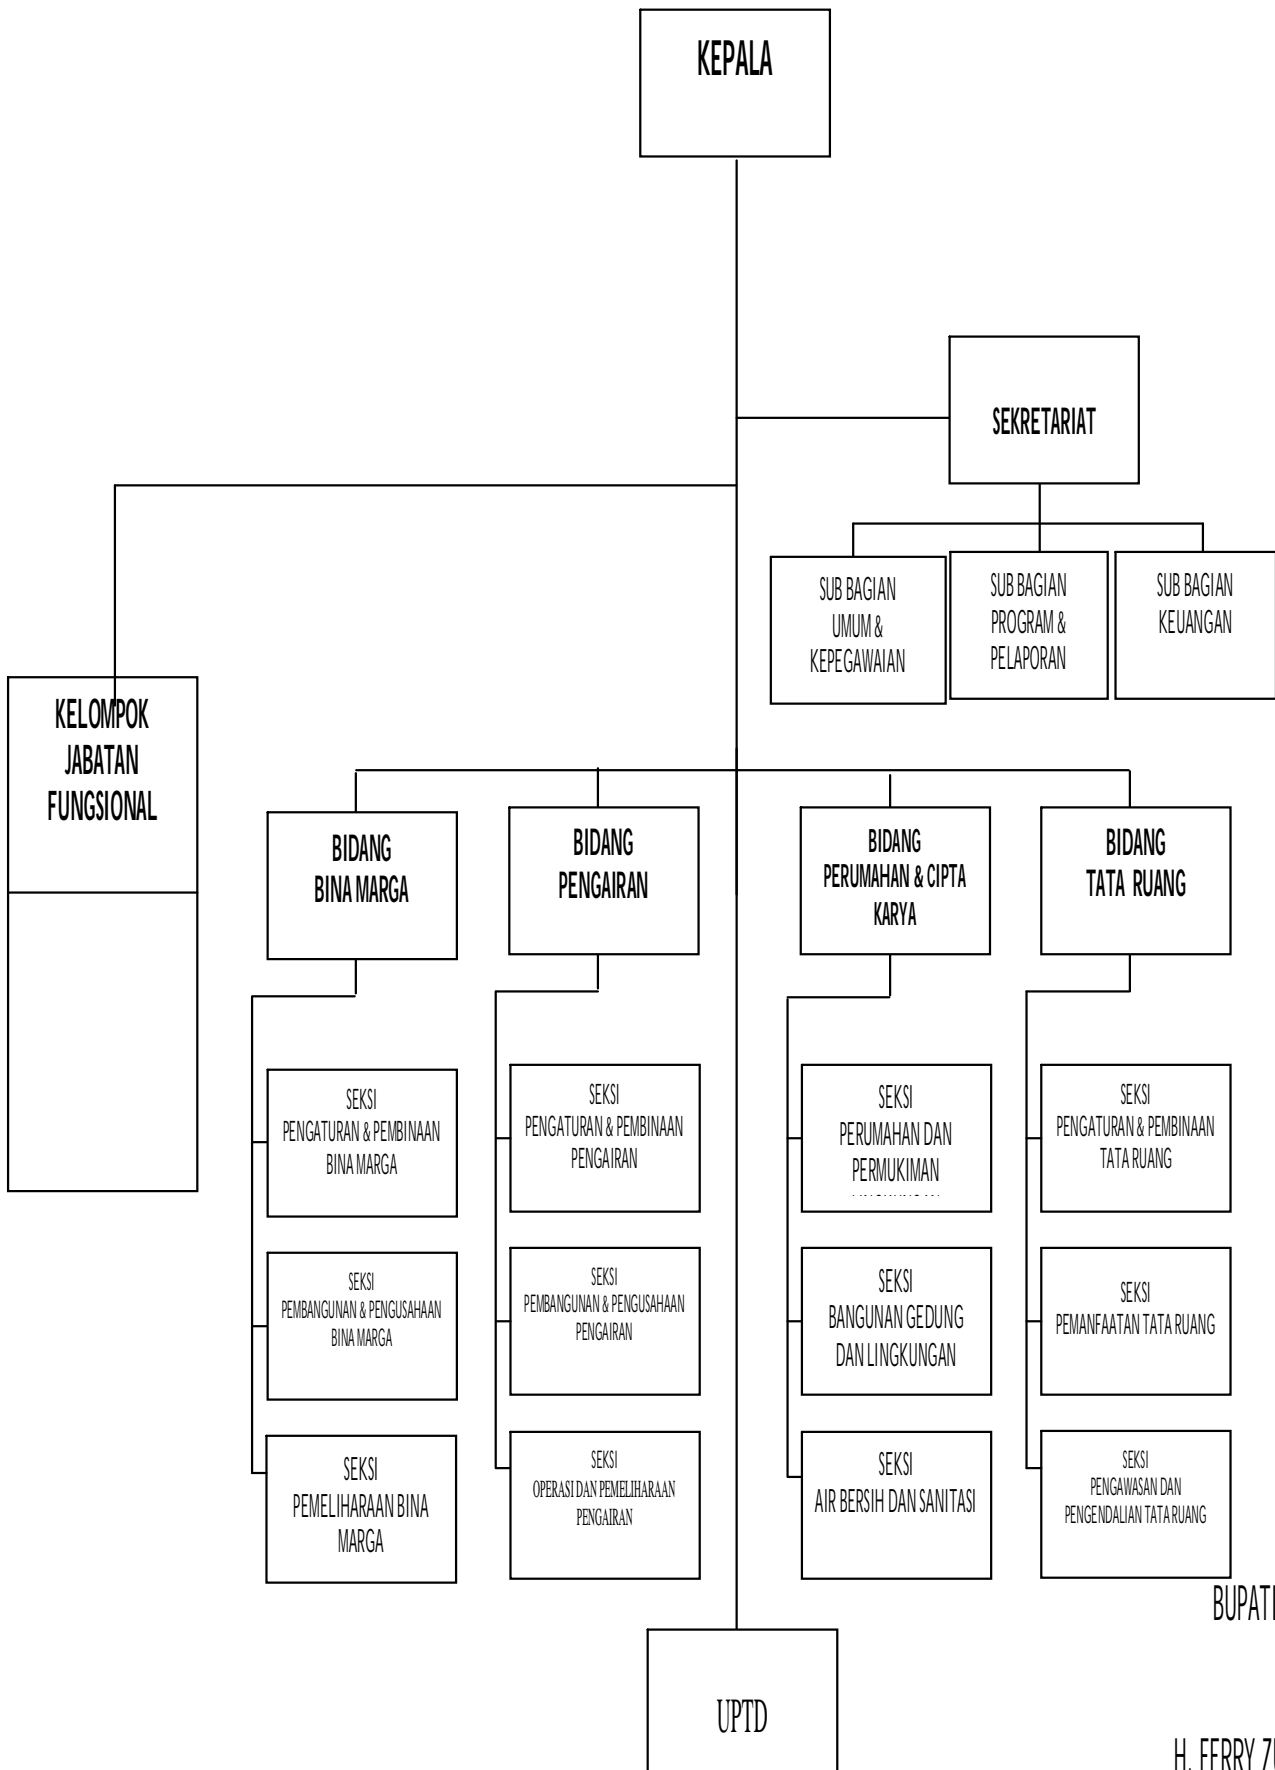 KEPALA
SEKRETARIAT
SUB BAGIAN
UMUM &
KEPEGAWAIAN
SUB BAGIAN
PROGRAM &
PELAPORAN
SUB BAGIAN
KEUANGAN
KELOMPOK
JABATAN
FUNGSIONAL
BIDANG
BINA MARGA
BIDANG
PENGAIRAN
BIDANG
PERUMAHAN & CIPTA
KARYA
BIDANG
TATA RUANG
SEKSI
PENGATURAN & PEMBINAAN
BINA MARGA
SEKSI
PENGATURAN & PEMBINAAN
PENGAIRAN
SEKSI
PERUMAHAN DAN
PERMUKIMAN
SEKSI
PENGATURAN & PEMBINAAN
TATA RUANG
SEKSI
PEMBANGUNAN & PENGUSAHAAN
BINA MARGA
SEKSI
PEMBANGUNAN & PENGUSAHAAN
PENGAIRAN
SEKSI
BANGUNAN GEDUNG
DAN LINGKUNGAN
SEKSI
PEMANFAATAN TATA RUANG
SEKSI
PEMELIHARAAN BINA
MARGA
SEKSI
OPERASI DAN PEMELIHARAAN
PENGAIRAN
SEKSI
AIR BERSIH DAN SANITASI
SEKSI
PENGAWASAN DAN
PENGENDALIAN TATA RUANG
BUPATI
UPTD
H. FERRY